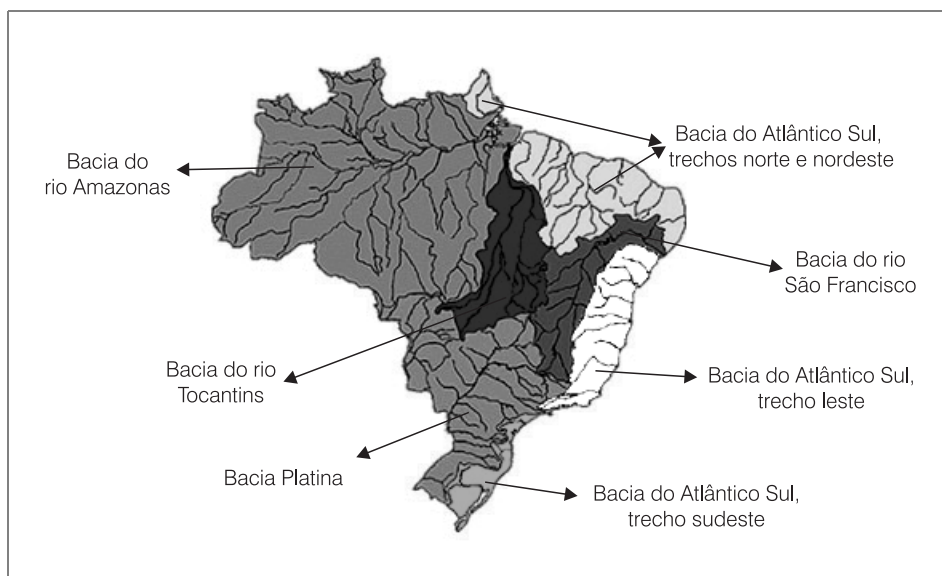 Bacia do Atlântico Sul,
trechos norte e nordeste
Bacia do
rio Amazonas
Bacia do rio
São Francisco
Bacia do rio
Tocantins
Bacia do Atlântico Sul,
trecho leste
Bacia Platina
Bacia do Atlântico Sul,
trecho sudeste